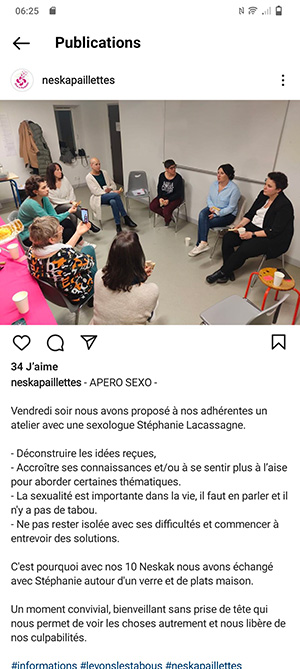 06:25
Publications
neskapaillettes
34 J'aime
neskapaillettes - APERO SEXO -
Vendredi soir nous avons proposé à nos adhérentes un
atelier avec une sexologue Stéphanie Lacassagne.
- Déconstruire les idées reçues,
- Accroître ses connaissances et/ou à se sentir plus à l'aise
pour aborder certaines thématiques.
- La sexualité est importante dans la vie, il faut en parler et il
n'y a pas de tabou.
- Ne pas rester isolée avec ses difficultés et commencer à
entrevoir des solutions.
C'est pourquoi avec nos 10 Neskak nous avons échangé
avec Stéphanie autour d'un verre et de plats maison.
Un moment convivial, bienveillant sans prise de tête qui
nous permet de voir les choses autrement et nous libère de
nos culpabilités.
#informations #levonslestabous #neskapaillettes